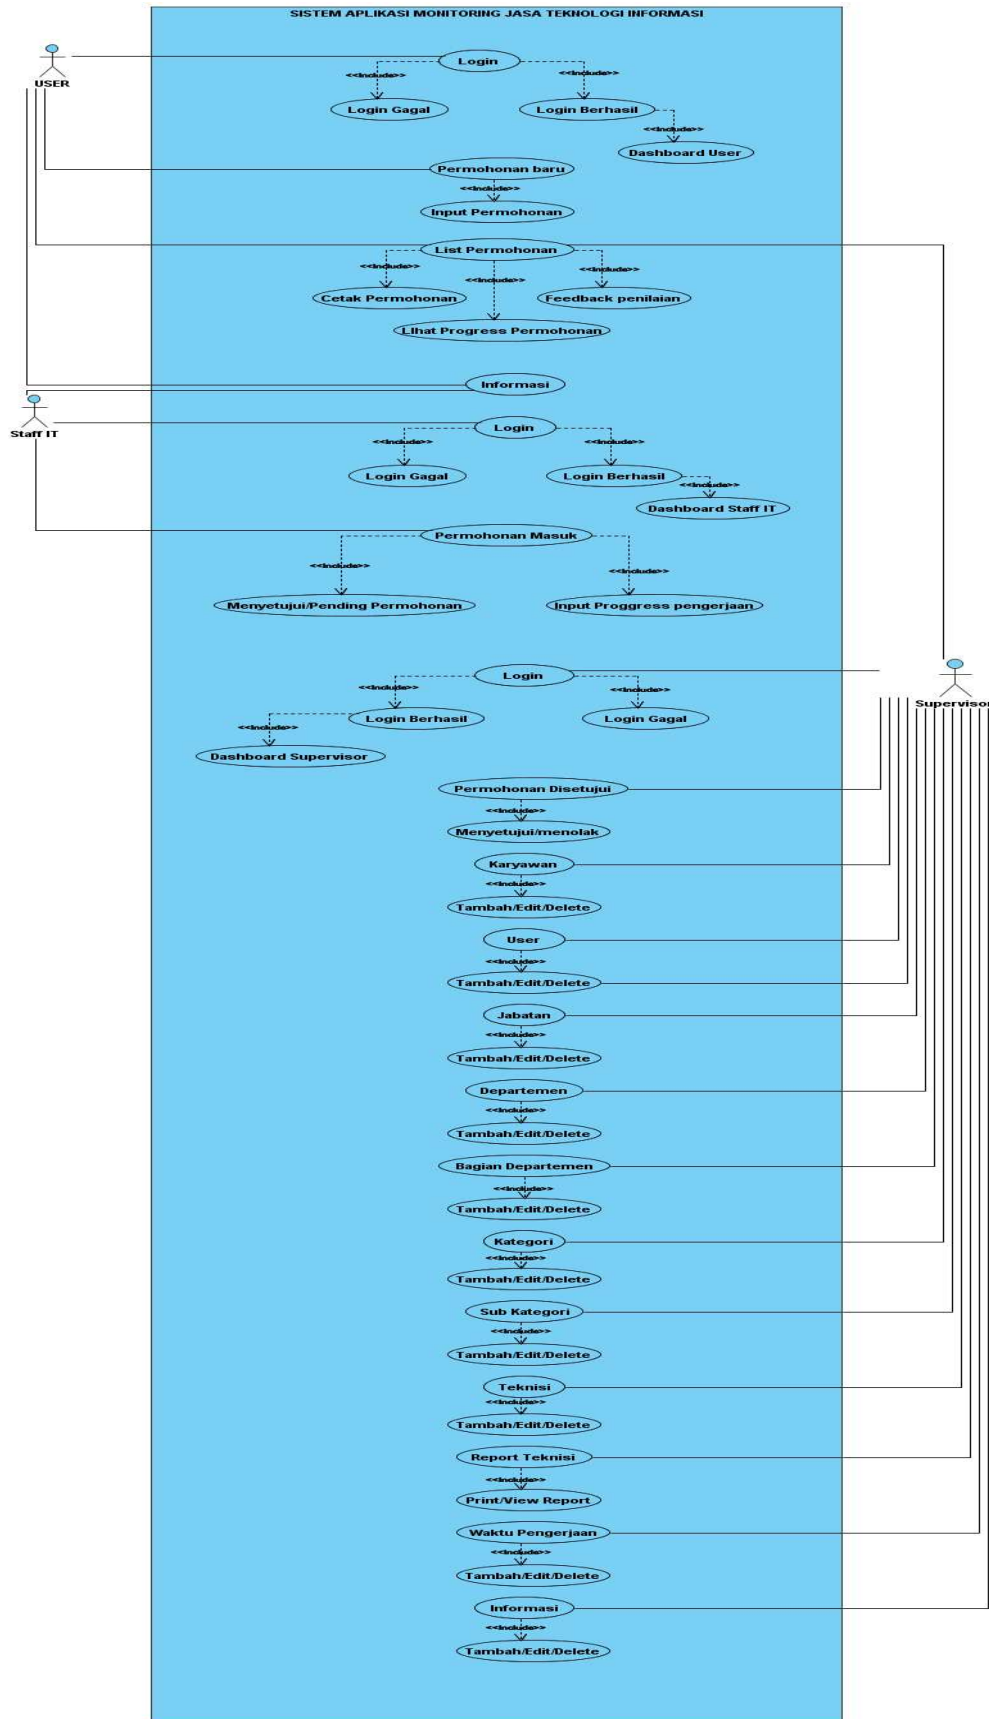 SISTEM APLIKASI MONITORING JASA TEKNOLOGI INFORMASI
USER
Login
<<Include>>
<<Include>>
Login Gagal
Login Berhasil
<<Include>>
Dashboard User
Permohonan baru
<<Include>>
Input Permohonan
List Permohonan
<<Include>>
<<Include>>
<<Include>>
Cetak Permohonan
Feedback penilaian
LIhat Progress Permohonan
Informasi
Staff IT
Login
<<Include>>
<<Include>>
Login Gagal
Login Berhasil
<<Include>>
Dashboard Staff IT
Permohonan Masuk
<<Include>>
<<Include>>
Menyetujui/Pending Permohonan
Input Proggress pengerjaan
Supervisor
Login
<<Include>>
<<Include>>
Login Berhasil
Login Gagal
<<Include>>
Dashboard Supervisor
Permohonan Disetujui
<<Include>>
Menyetujui/menolak
Karyawan
<<Include>>
Tambah/Edit/Delete
User
<<Include>>
Tambah/Edit/Delete
Jabatan
<<Include>>
Tambah/Edit/Delete
Departemen
<<Include>>
Tambah/Edit/Delete
Bagian Departemen
<<Include>>
Tambah/Edit/Delete
Kategori
<<Include>>
Tambah/Edit/Delete
Sub Kategori
<<Include>>
Tambah/Edit/Delete
Teknisi
<<Include>>
Tambah/Edit/Delete
Report Teknisi
<<Include>>
Print/View Report
Waktu Pengerjaan
<<Include>>
Tambah/Edit/Delete
Informasi
<<Include>>
Tambah/Edit/Delete